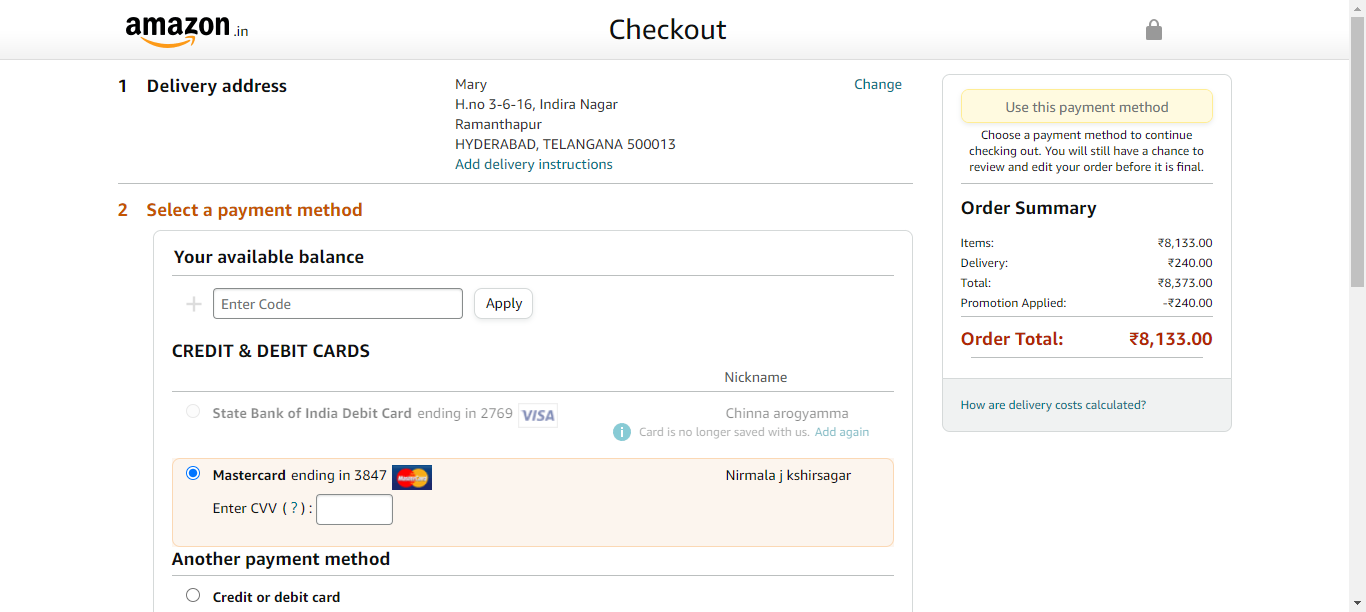 amazon.in
Checkout
1 Delivery address
Mary
H.no 3-6-16, Indira Nagar
Ramanthapur
HYDERABAD, TELANGANA 500013
Add delivery instructions
Change
2 Select a payment method
Your available balance
Enter Code
Apply
CREDIT & DEBIT CARDS
Nickname
State Bank of India Debit Card ending in 2769 VISA
Chinna arogyamma
i Card is no longer saved with us. Add again
Mastercard ending in 3847 MasterCard
Nirmala j kshirsagar
Enter CVV ( ? ) :
Another payment method
Credit or debit card
Use this payment method
Choose a payment method to continue
checking out. You will still have a chance to
review and edit your order before it is final.
Order Summary
Items: ₹8,133.00
Delivery: ₹240.00
Total: ₹8,373.00
Promotion Applied: -₹240.00
Order Total: ₹8,133.00
How are delivery costs calculated?